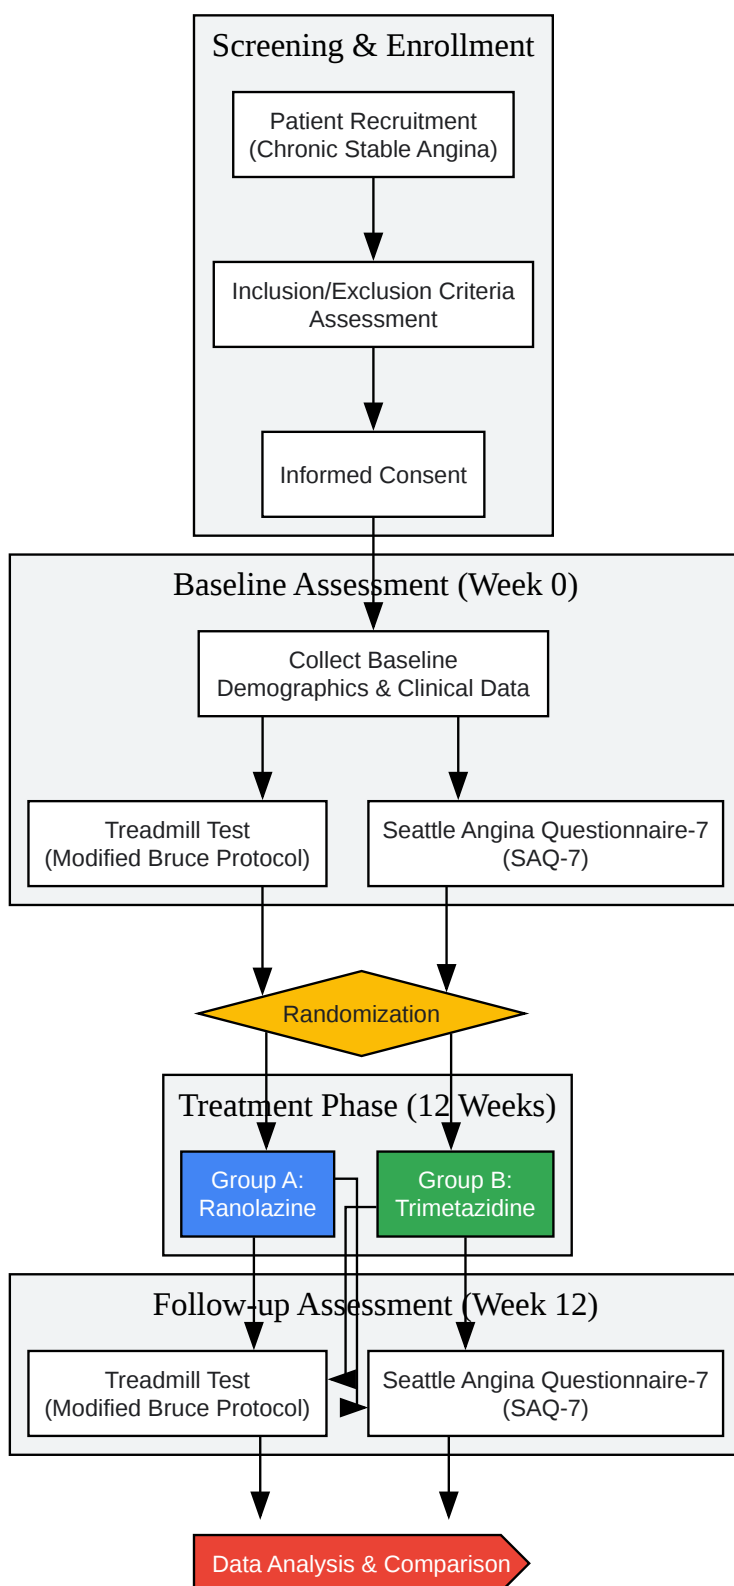 Screening & Enrollment
Patient Recruitment
(Chronic Stable Angina)
Inclusion/Exclusion Criteria
Assessment
Informed Consent
Baseline Assessment (Week 0)
Collect Baseline
Demographics & Clinical Data
Treadmill Test
(Modified Bruce Protocol)
Seattle Angina Questionnaire-7
(SAQ-7)
Randomization
Treatment Phase (12 Weeks)
Group A:
Ranolazine
Group B:
Trimetazidine
Follow-up Assessment (Week 12)
Treadmill Test
(Modified Bruce Protocol)
Seattle Angina Questionnaire-7
(SAQ-7)
Data Analysis & Comparison